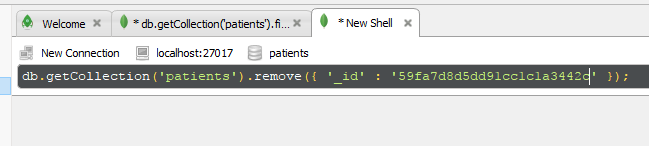 Welcome
* db.getCollection('patients').fi...
* New Shell
New Connection
localhost:27017
patients
db.getCollection('patients').remove({ '_id' : '59fa7d8d5dd91cc1c1a3442c' });